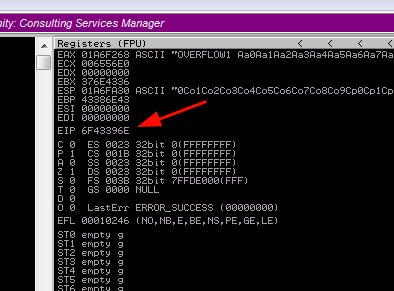 nity: Consulting Services Manager
Registers (FPU) < < <
EAX 01A6F268 ASCII "OVERFLOW1 Aa0Aa1Aa2Aa3Aa4Aa5Aa6Aa7Aa
ECX 006556E0
EDX 00000000
EBX 376E4336
ESP 01A6FA30 ASCII "0Co1Co2Co3Co4Co5Co6Co7Co8Co9Cp0Cp1Cp
EBP 43386E43
ESI 00000000
EDI 00000000
EIP 6F43396E
C 0 ES 0023 32bit 0(FFFFFFFF)
P 1 CS 001B 32bit 0(FFFFFFFF)
A 0 SS 0023 32bit 0(FFFFFFFF)
Z 1 DS 0023 32bit 0(FFFFFFFF)
S 0 FS 003B 32bit 7FFDE000(FFF)
T 0 GS 0000 NULL
D 0
O 0 LastErr ERROR_SUCCESS (00000000)
EFL 00010246 (NO,NB,E,BE,NS,PE,GE,LE)
ST0 empty g
ST1 empty g
ST2 empty g
ST3 empty g
ST4 empty g
ST5 empty g
ST6 empty g